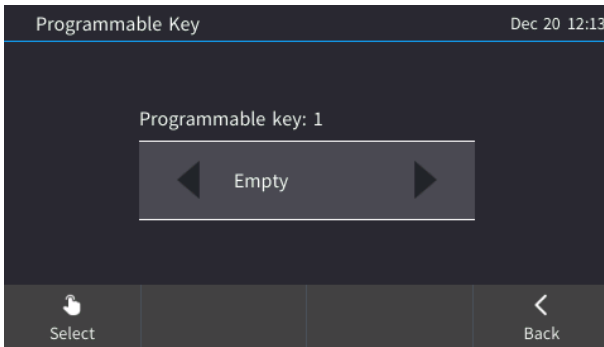 Programmable Key
Dec 20 12:13
Programmable key: 1
Empty
Select
Back